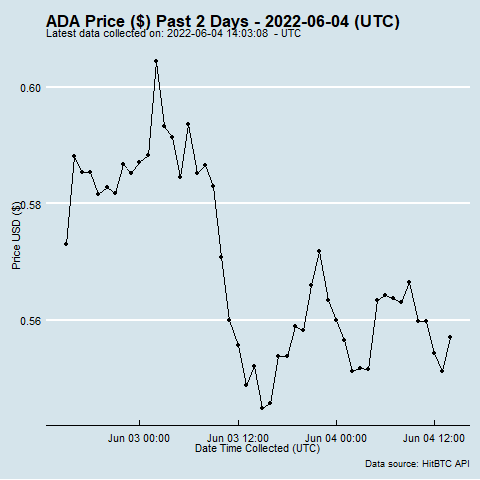 ADA Price ($) Past 2 Days - 2022-06-04 (UTC)
Latest data collected on: 2022-06-04 14:03:08 - UTC
0.60
0.58
0.56
Price USD ($)
Jun 03 00:00 Jun 03 12:00 Jun 04 00:00 Jun 04 12:00
Date Time Collected (UTC)
Data source: HitBTC API